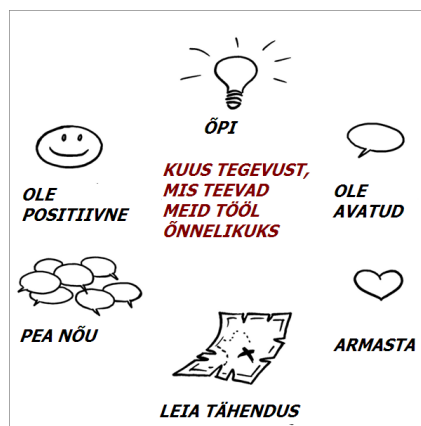 ÕPI
OLE
POSITIIVNE
KUUS TEGEVUST,
MIS TEEVAD
MEID TÖÖL
ÕNNELIKUKS
OLE
AVATUD
PEA NÕU
ARMASTA
LEIA TÄHENDUS